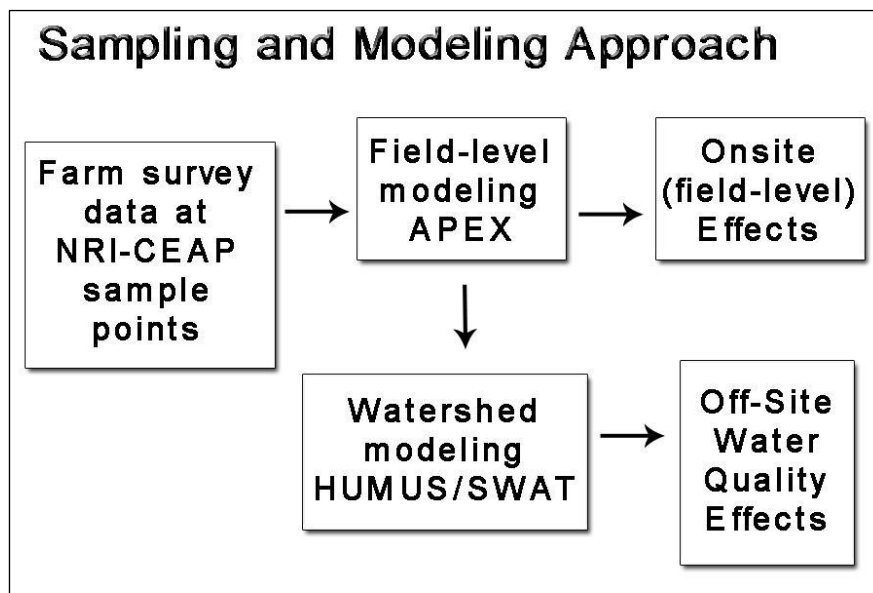 Sampling and Modeling Approach
Farm survey
data at
NRI-CEAP
sample
points
Field-level
modeling
APEX
Onsite
(field-level)
Effects
Watershed
modeling
HUMUS/SWAT
Off-Site
Water
Quality
Effects